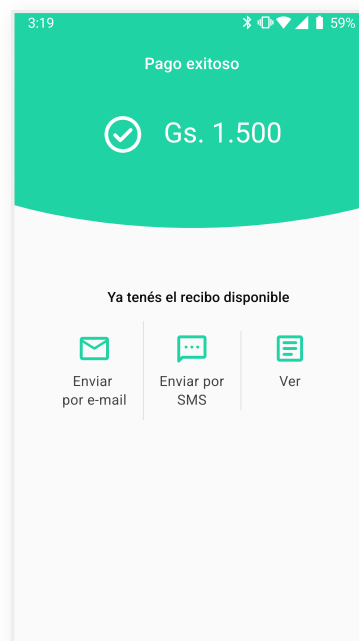 3:19 59%
Pago exitoso
Gs. 1.500
Ya tenés el recibo disponible
Enviar
por e-mail
Enviar por
SMS
Ver